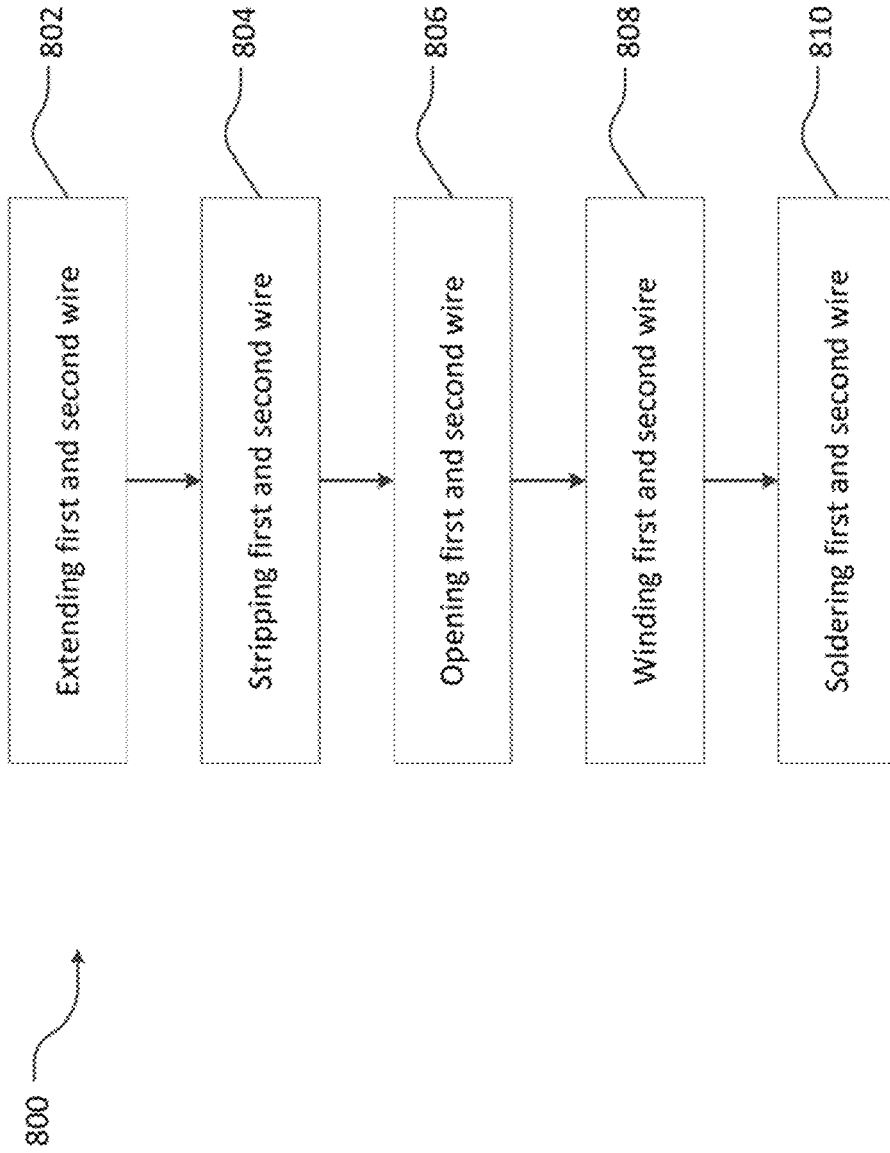 800
Extending first and second wire
802
Stripping first and second wire
804
Opening first and second wire
806
Winding first and second wire
808
Soldering first and second wire
810